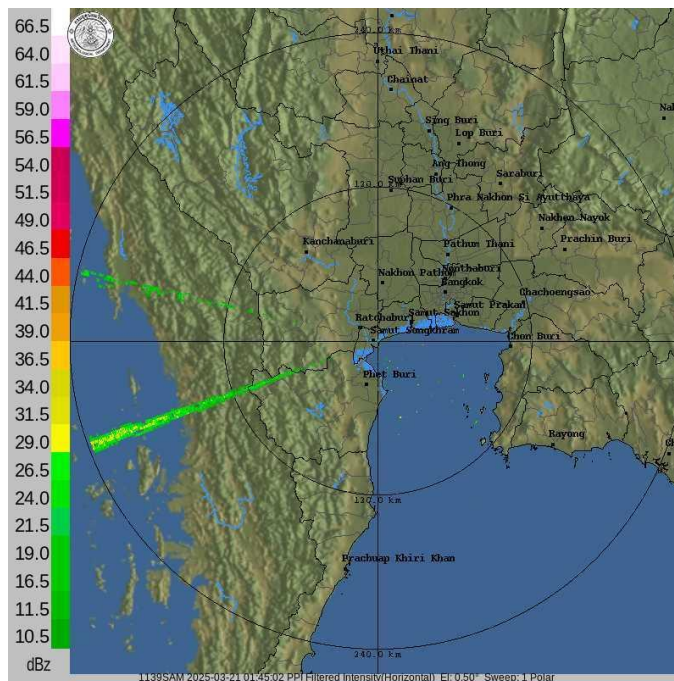 66.5
64.0
61.5
59.0
56.5
54.0
51.5
49.0
46.5
44.0
41.5
39.0
36.5
34.0
31.5
29.0
26.5
24.0
21.5
19.0
16.5
11.5
10.5
dBz
240.0 km
Uthai Thani
Chainat
Sing Buri
Lop Buri
Ang Thong
Saraburi
Suphan Buri
120.0 km
Phra Nakhon Si Ayutthaya
Nakhon Nayok
Prachin Buri
Kanchanaburi
Pathum Thani
Nakhon Pathom
Nonthaburi
Bangkok
Chachoengsao
Samut Prakan
Samut Sakhon
Ratchaburi
Samut Songkhram
Chon Buri
Phet Buri
Rayong
120.0 km
Prachuap Khiri Khan
240.0 km
1139SAM 2025-03-21 01:45:02 PPI Filtered Intensity(Horizontal) El: 0.50° Sweep: 1 Polar